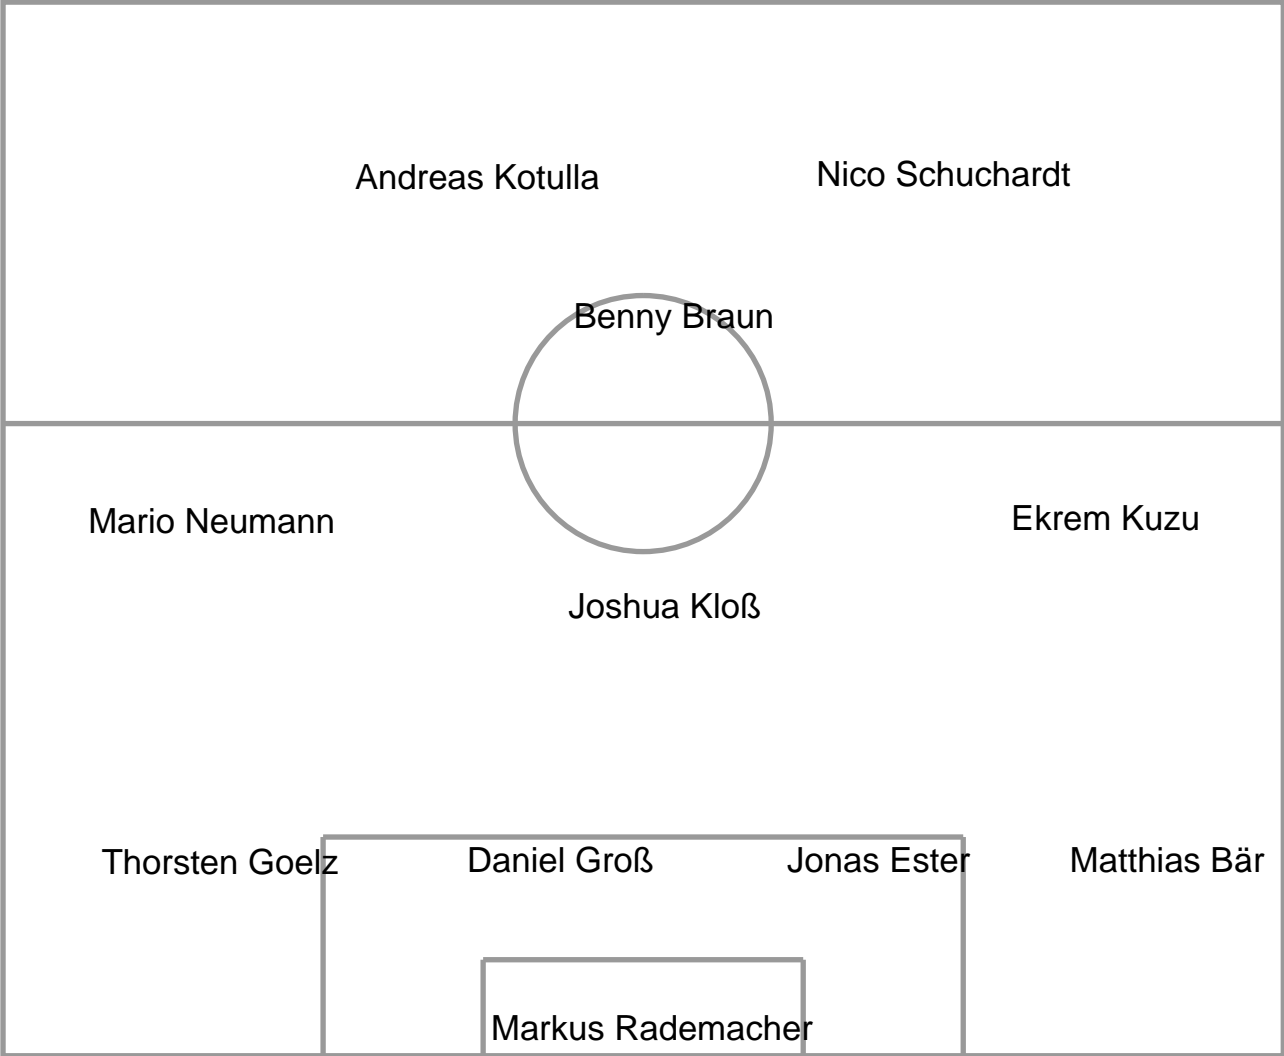 Andreas Kotulla
Nico Schuchardt
Benny Braun
Mario Neumann
Ekrem Kuzu
Joshua Kloß
Thorsten Goelz
Daniel Groß
Jonas Ester
Matthias Bär
Markus Rademacher